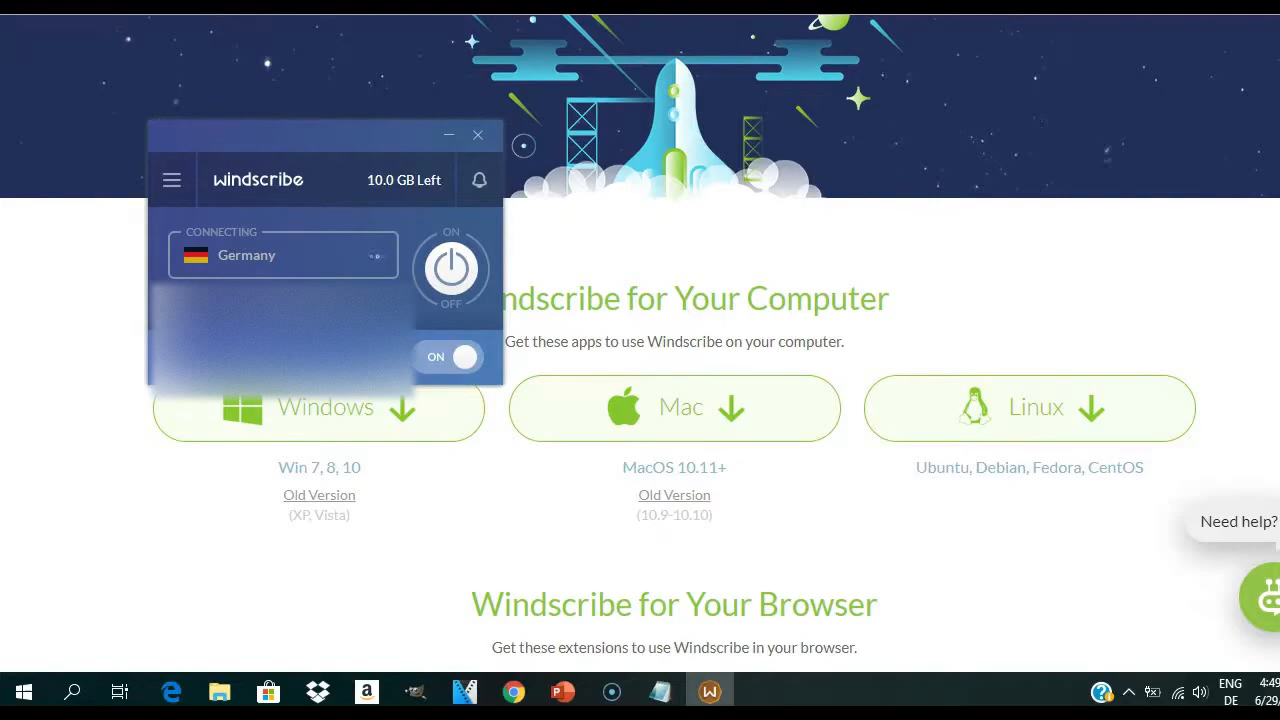 windscribe
10.0 GB Left
CONNECTING
Germany
ON
OFF
ON
ndscribe for Your Computer
Get these apps to use Windscribe on your computer.
Windows
Mac
Linux
Win 7, 8, 10
MacOS 10.11+
Ubuntu, Debian, Fedora, CentOS
Old Version
Old Version
(XP, Vista)
(10.9-10.10)
Need help?
Windscribe for Your Browser
Get these extensions to use Windscribe in your browser.
ENG
DE
4:49
6/29